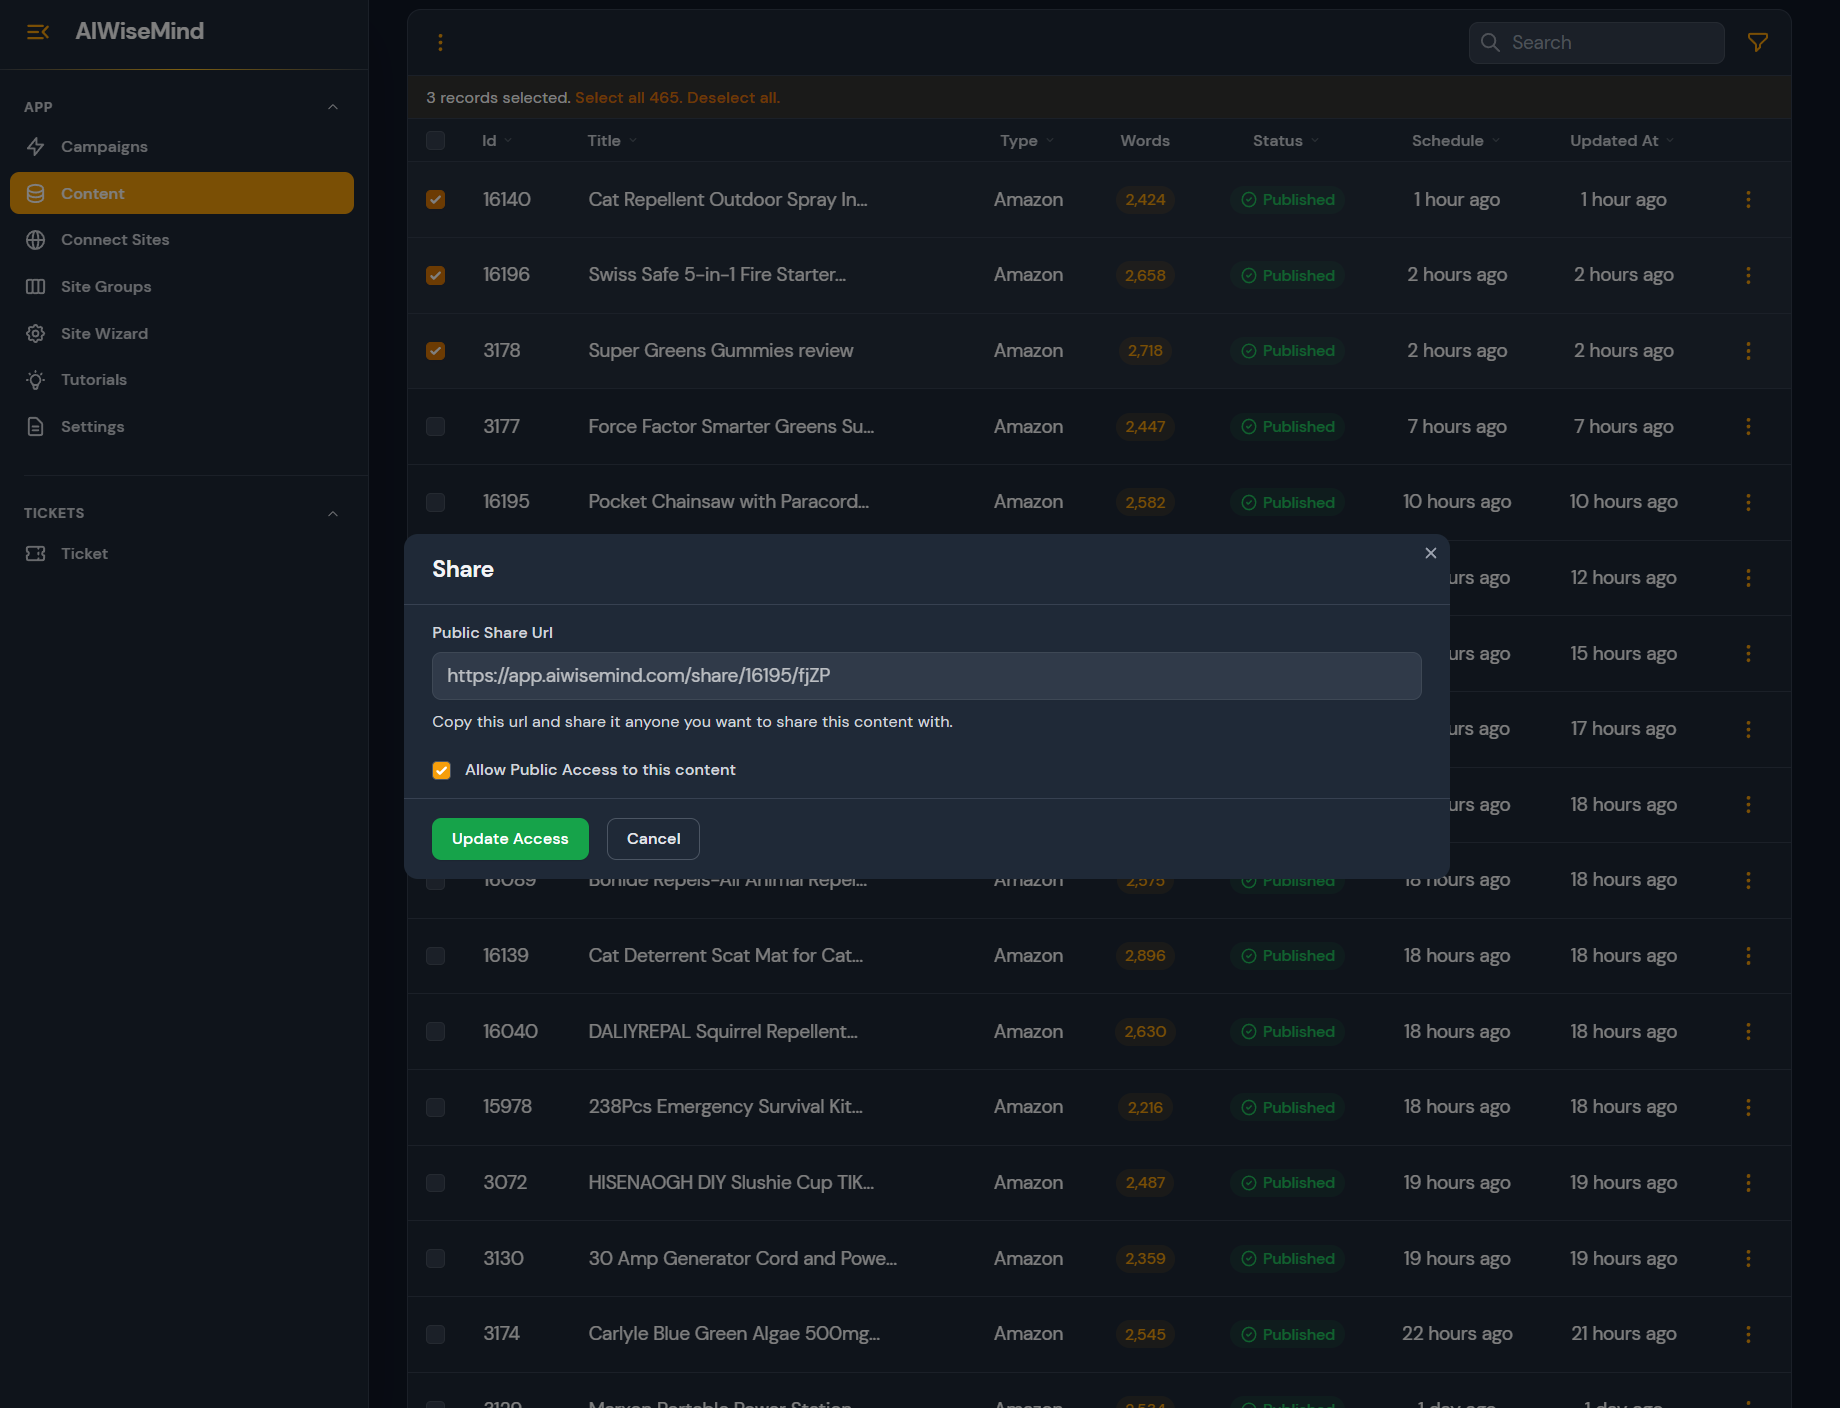 AIWiseMind
Search
3 records selected. Select all 465. Deselect all.
APP
Campaigns
Content
Connect Sites
Site Groups
Site Wizard
Tutorials
Settings
TICKETS
Ticket
Id Title Type Words Status Schedule Updated At
16140 Cat Repellent Outdoor Spray In... Amazon 2,424 Published 1 hour ago 1 hour ago
16196 Swiss Safe 5-in-1 Fire Starter... Amazon 2,658 Published 2 hours ago 2 hours ago
3178 Super Greens Gummies review Amazon 2,718 Published 2 hours ago 2 hours ago
3177 Force Factor Smarter Greens Su... Amazon 2,447 Published 7 hours ago 7 hours ago
16195 Pocket Chainsaw with Paracord... Amazon 2,582 Published 10 hours ago 10 hours ago
Share
Public Share Url
https://app.aiwisemind.com/share/16195/fjZP
Copy this url and share it anyone you want to share this content with.
Allow Public Access to this content
Update Access Cancel
ago 12 hours ago
ago 15 hours ago
ago 17 hours ago
ago 18 hours ago
16089 Bonide Repels-All Animal Repel... Amazon 2,575 Published 18 hours ago 18 hours ago
16139 Cat Deterrent Scat Mat for Cat... Amazon 2,896 Published 18 hours ago 18 hours ago
16040 DALIYREPAL Squirrel Repellent... Amazon 2,630 Published 18 hours ago 18 hours ago
15978 238Pcs Emergency Survival Kit... Amazon 2,216 Published 18 hours ago 18 hours ago
3072 HISENAOGH DIY Slushie Cup TIK... Amazon 2,487 Published 19 hours ago 19 hours ago
3130 30 Amp Generator Cord and Powe... Amazon 2,359 Published 19 hours ago 19 hours ago
3174 Carlyle Blue Green Algae 500mg... Amazon 2,545 Published 22 hours ago 21 hours ago
Portable Power Station Amazon Published 1 day ago 1 day ago